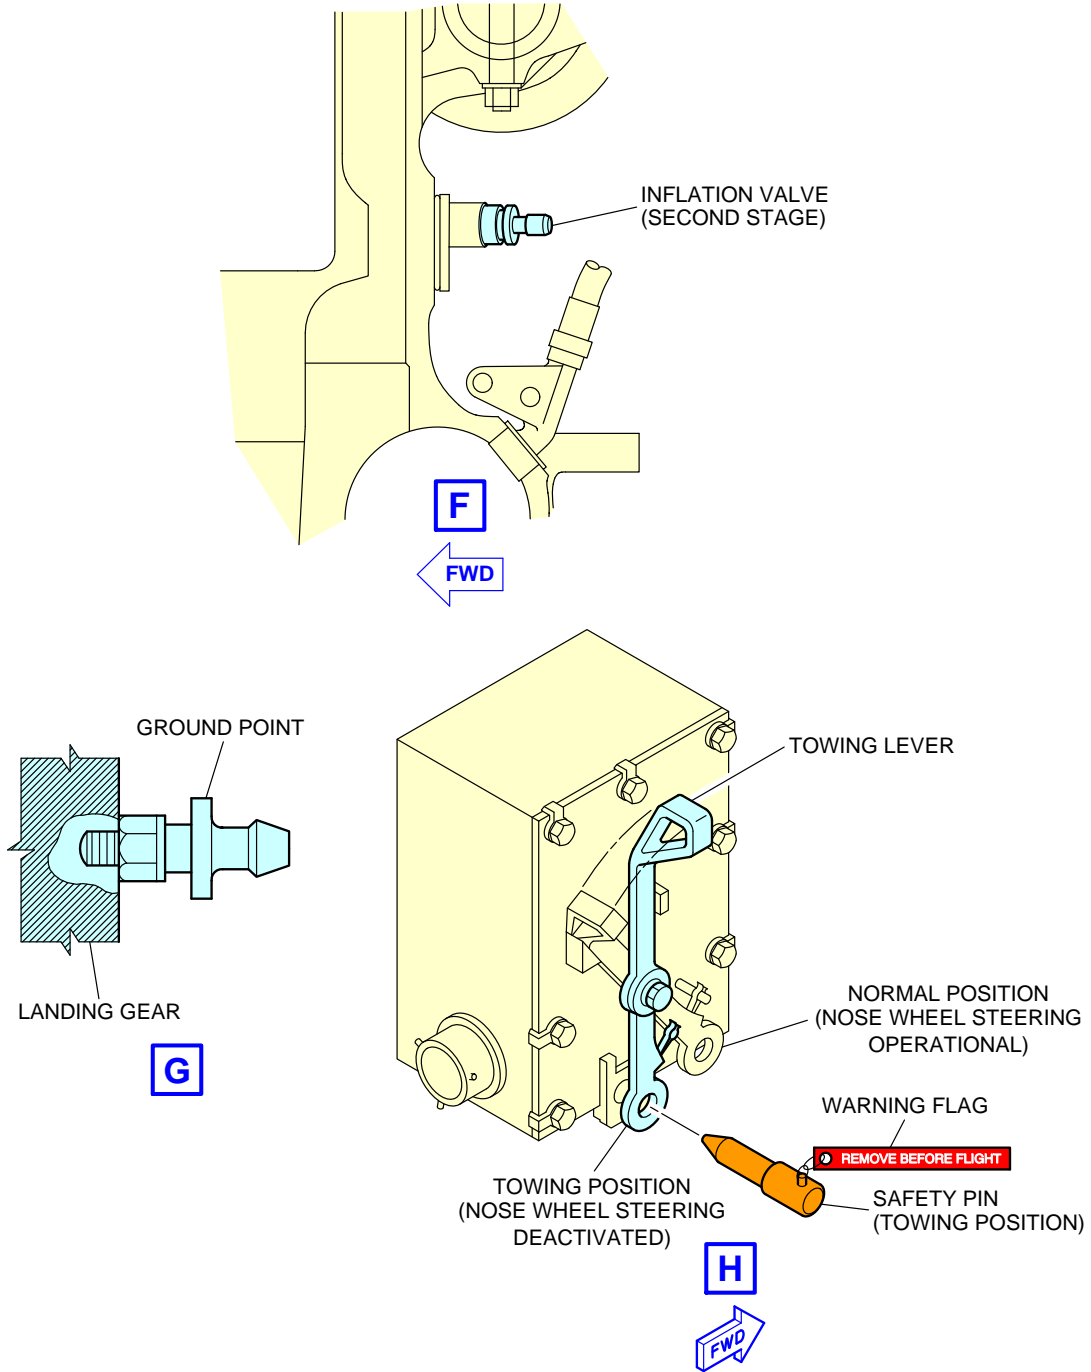 INFLATION VALVE
(SECOND STAGE)
F
FWD
GROUND POINT
TOWING LEVER
LANDING GEAR
G
NORMAL POSITION
(NOSE WHEEL STEERING
OPERATIONAL)
WARNING FLAG
REMOVE BEFORE FLIGHT
TOWING POSITION
(NOSE WHEEL STEERING
DEACTIVATED)
SAFETY PIN
(TOWING POSITION)
H
FWD